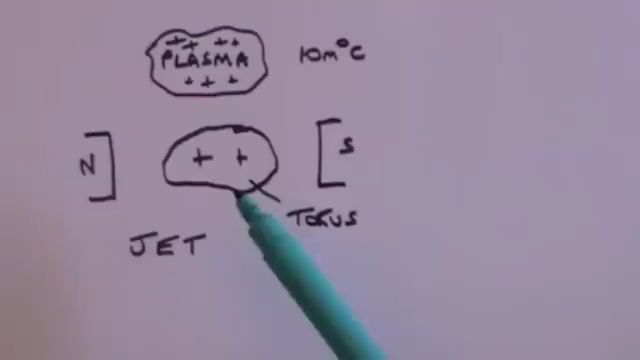 ++ ++
PLASMA 10m°C
+ + +
N + + S
TORUS
JET